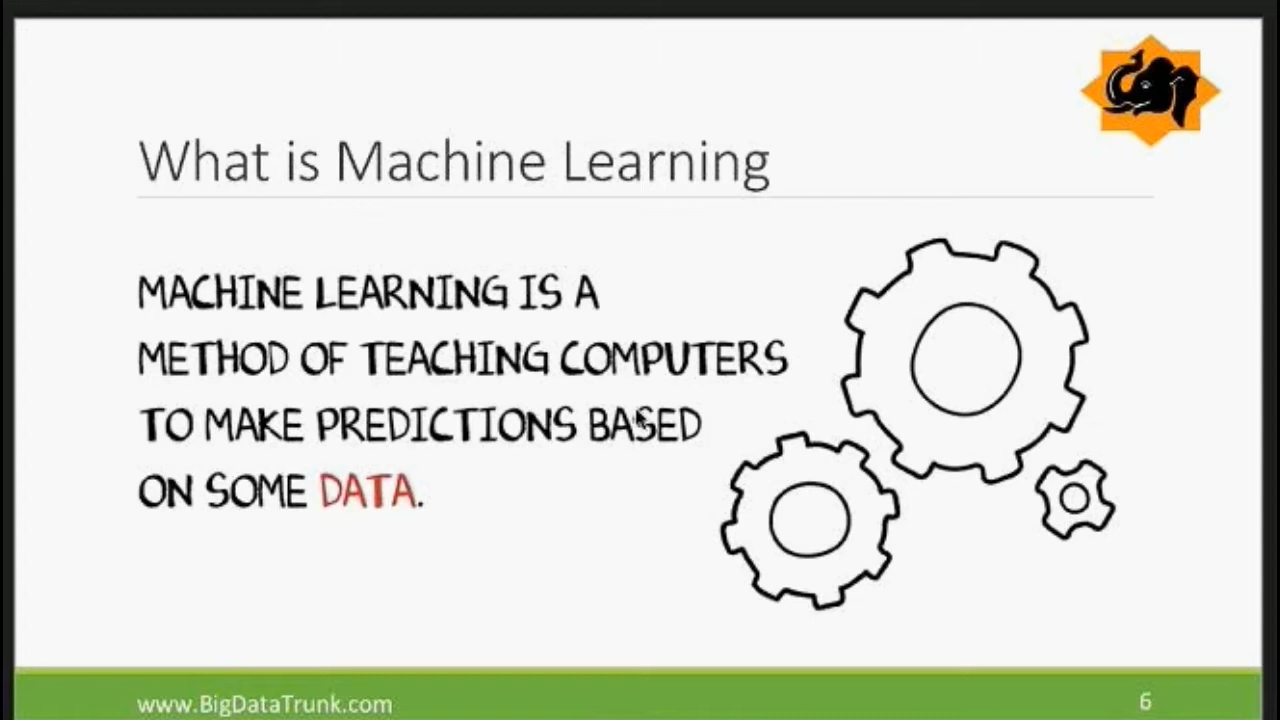 What is Machine Learning
MACHINE LEARNING IS A
METHOD OF TEACHING COMPUTERS
TO MAKE PREDICTIONS BASED
ON SOME DATA.
www.BigDataTrunk.com
6